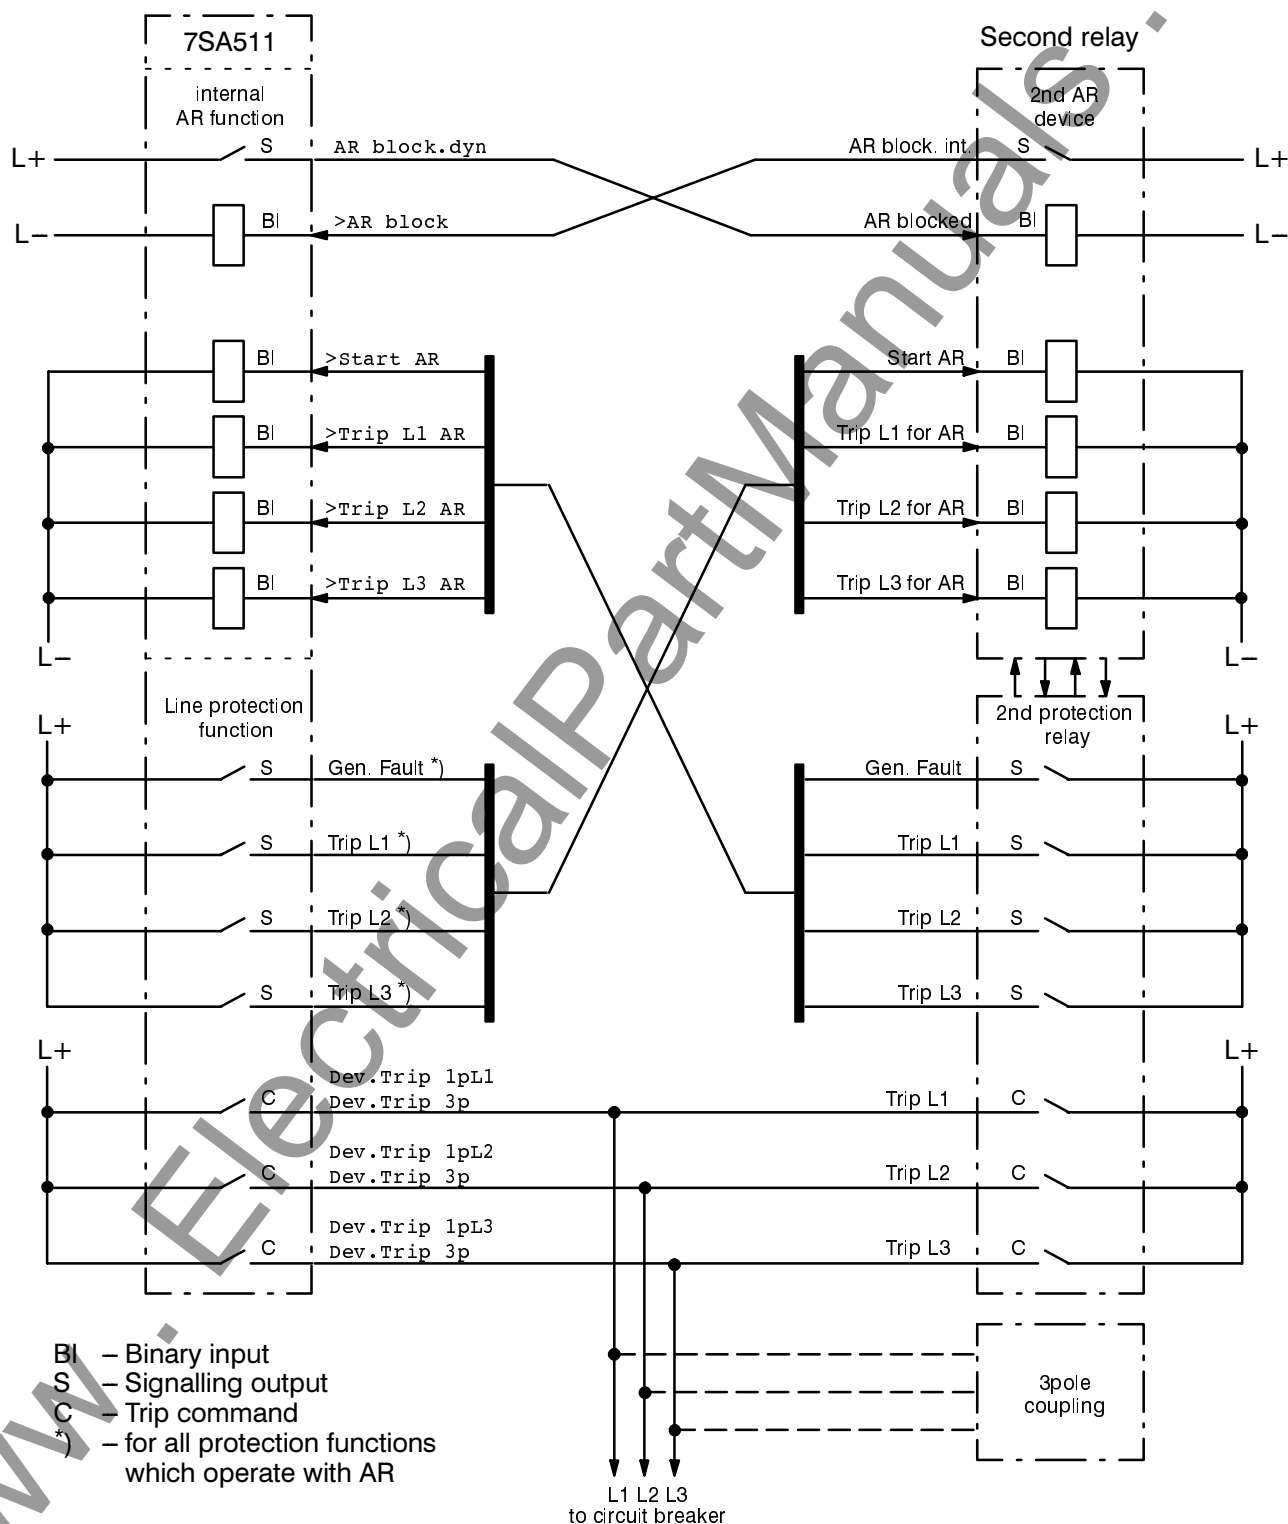 7SA511
Second relay
internal
AR function
2nd AR
device
L+
S
AR block.dyn
AR block. int.
S
L+
L−
BI
>AR block
AR blocked
BI
L−
BI
>Start AR
Start AR
BI
BI
>Trip L1 AR
Trip L1 for AR
BI
BI
>Trip L2 AR
Trip L2 for AR
BI
BI
>Trip L3 AR
Trip L3 for AR
BI
L−
L−
Line protection
function
2nd protection
relay
L+
L+
S
Gen. Fault *)
Gen. Fault
S
S
Trip L1 *)
Trip L1
S
S
Trip L2 *)
Trip L2
S
S
Trip L3 *)
Trip L3
S
L+
L+
Dev.Trip 1pL1
C
Dev.Trip 3p
Trip L1
C
Dev.Trip 1pL2
C
Dev.Trip 3p
Trip L2
C
Dev.Trip 1pL3
C
Dev.Trip 3p
Trip L3
C
BI – Binary input
S – Signalling output
C – Trip command
*) – for all protection functions
which operate with AR
3pole
coupling
L1 L2 L3
to circuit breaker
w . ElectricalPartManuals .